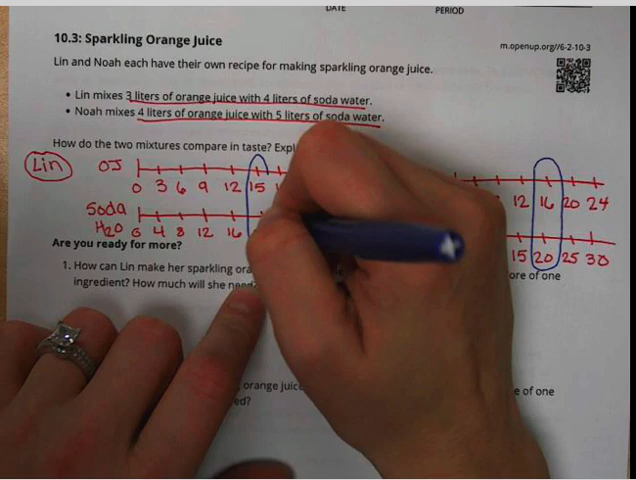 DATE PERIOD
10.3: Sparkling Orange Juice
m.openup.org//6-2-10-3
Lin and Noah each have their own recipe for making sparkling orange juice.
• Lin mixes 3 liters of orange juice with 4 liters of soda water.
• Noah mixes 4 liters of orange juice with 5 liters of soda water.
How do the two mixtures compare in taste?
Lin OJ
0 3 6 9 12 15
12 16 20 24
Soda
H2O 0 4 8 12 16
15 20 25 30
Are you ready for more?
1. How can Lin make her sparkling
ore of one
ingredient? How much will she need
orange juice
e of one
ed?